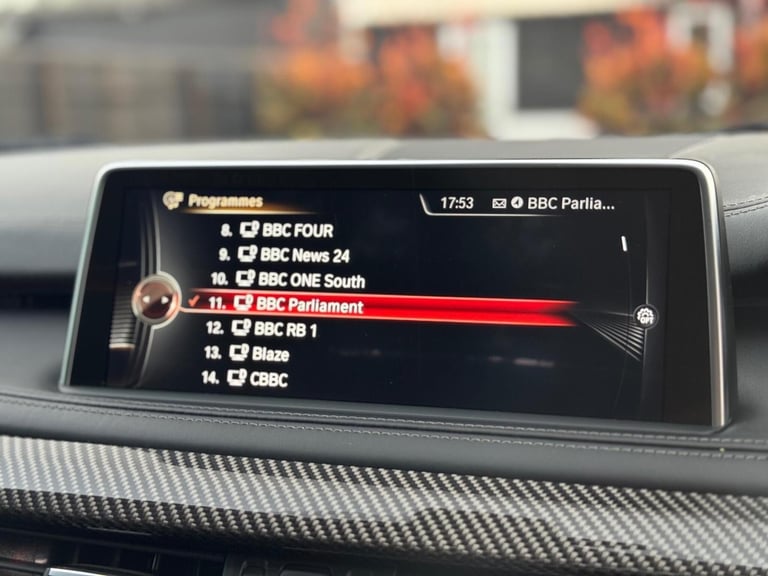 Programmes
17:53 BBC Parlia...
8. BBC FOUR
9. BBC News 24
10. BBC ONE South
11. BBC Parliament
12. BBC RB 1
13. Blaze
14. CBBC
OPT